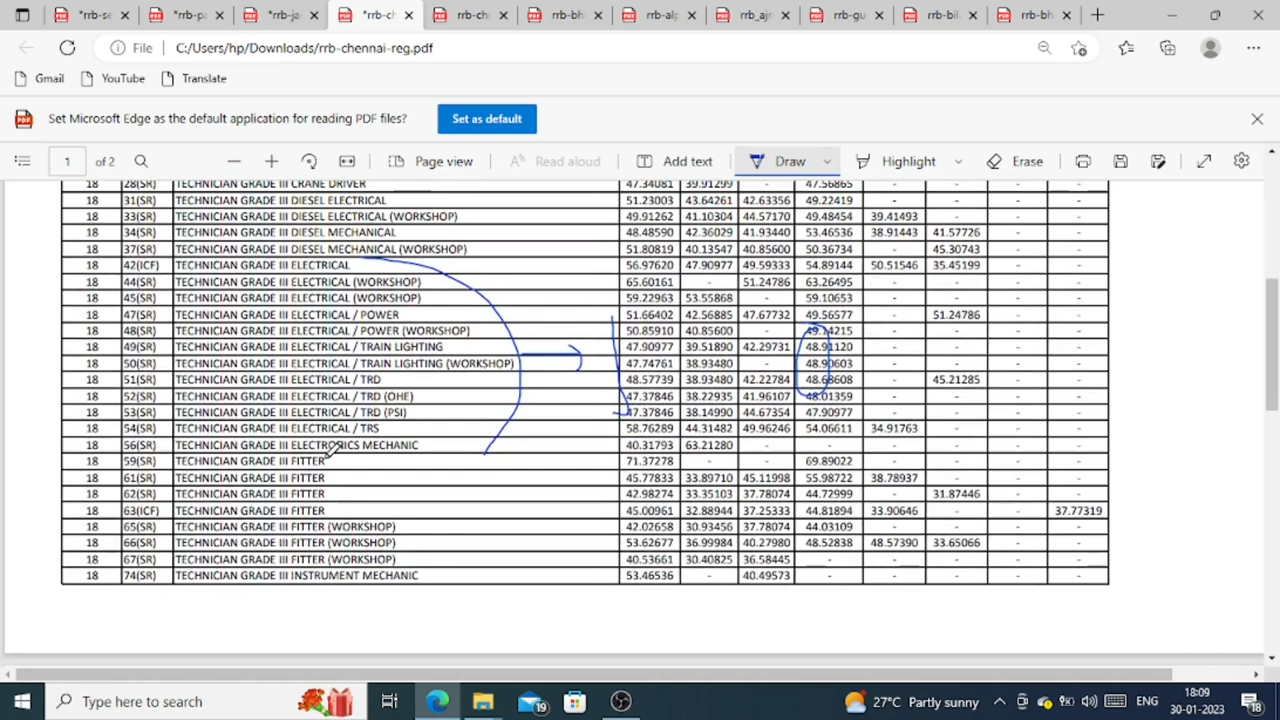 *rrb-se
*rrb-pa
*rrb-ja
*rrb-ch
rrb-cha
rrb-bho
rrb-alp
rrb_ajm
rrb-gu
rrb-bil
rrb-bh
File C:/Users/hp/Downloads/rrb-chennai-reg.pdf
Gmail YouTube Translate
Set Microsoft Edge as the default application for reading PDF files? Set as default
1 of 2 Page view Read aloud Add text Draw Highlight Erase
18 28(SR) TECHNICIAN GRADE III CRANE DRIVER 47.34081 39.91299 - 47.56865 - - - -
18 31(SR) TECHNICIAN GRADE III DIESEL ELECTRICAL 51.23003 43.64261 42.63356 49.22419 - - - -
18 33(SR) TECHNICIAN GRADE III DIESEL ELECTRICAL (WORKSHOP) 49.91262 41.10304 44.57170 49.48454 39.41493 - - -
18 34(SR) TECHNICIAN GRADE III DIESEL MECHANICAL 48.48590 42.36029 41.93440 53.46536 38.91443 41.57726 - -
18 37(SR) TECHNICIAN GRADE III DIESEL MECHANICAL (WORKSHOP) 51.80819 40.13547 40.85600 50.36734 - 45.30743 - -
18 42(ICF) TECHNICIAN GRADE III ELECTRICAL 56.97620 47.90977 49.59333 54.89144 50.51546 35.45199 - -
18 44(SR) TECHNICIAN GRADE III ELECTRICAL (WORKSHOP) 65.60161 - 51.24786 63.26495 - - - -
18 45(SR) TECHNICIAN GRADE III ELECTRICAL (WORKSHOP) 59.22963 53.55868 - 59.10653 - - - -
18 47(SR) TECHNICIAN GRADE III ELECTRICAL / POWER 51.66402 42.56885 47.67732 49.56577 - 51.24786 - -
18 48(SR) TECHNICIAN GRADE III ELECTRICAL / POWER (WORKSHOP) 50.85910 40.85600 - 49.14215 - - - -
18 49(SR) TECHNICIAN GRADE III ELECTRICAL / TRAIN LIGHTING 47.90977 39.51890 42.29731 48.91120 - - - -
18 50(SR) TECHNICIAN GRADE III ELECTRICAL / TRAIN LIGHTING (WORKSHOP) 47.74761 38.93480 - 48.90603 - - - -
18 51(SR) TECHNICIAN GRADE III ELECTRICAL / TRD 48.57739 38.93480 42.22784 48.68608 - 45.21285 - -
18 52(SR) TECHNICIAN GRADE III ELECTRICAL / TRD (OHE) 47.37846 38.22935 41.96107 48.01359 - - - -
18 53(SR) TECHNICIAN GRADE III ELECTRICAL / TRD (PSI) 47.37846 38.14990 44.67354 47.90977 - - - -
18 54(SR) TECHNICIAN GRADE III ELECTRICAL / TRS 58.76289 44.31482 49.96246 54.06611 34.91763 - - -
18 56(SR) TECHNICIAN GRADE III ELECTRONICS MECHANIC 40.31793 63.21280 - - - - - -
18 59(SR) TECHNICIAN GRADE III FITTER 71.37278 - - 69.89022 - - - -
18 61(SR) TECHNICIAN GRADE III FITTER 45.77833 33.89710 45.11998 55.98722 38.78937 - - -
18 62(SR) TECHNICIAN GRADE III FITTER 42.98274 33.35103 37.78074 44.72999 - 31.87446 - -
18 63(ICF) TECHNICIAN GRADE III FITTER 45.00961 32.88944 37.25333 44.81894 33.90646 - - 37.77319
18 65(SR) TECHNICIAN GRADE III FITTER (WORKSHOP) 42.02658 30.93456 37.78074 44.03109 - - - -
18 66(SR) TECHNICIAN GRADE III FITTER (WORKSHOP) 53.62677 36.99984 40.27980 48.52838 48.57390 33.65066 - -
18 67(SR) TECHNICIAN GRADE III FITTER (WORKSHOP) 40.53661 30.40825 36.58445 - - - - -
18 74(SR) TECHNICIAN GRADE III INSTRUMENT MECHANIC 53.46536 - 40.49573 - - - - -
Type here to search 19 27°C Partly sunny ENG 18:09
30-01-2023 18